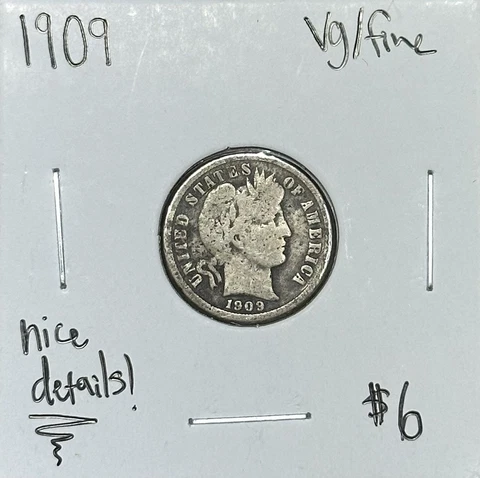 1909
Vg/fine
UNITED STATES OF AMERICA
1909
nice
details!
$6